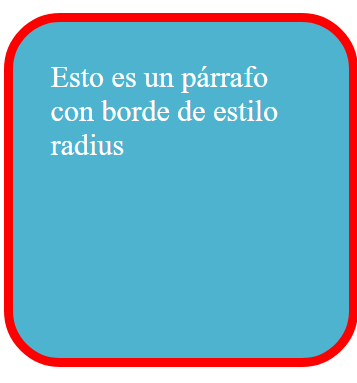 Esto es un párrafo
con borde de estilo
radius